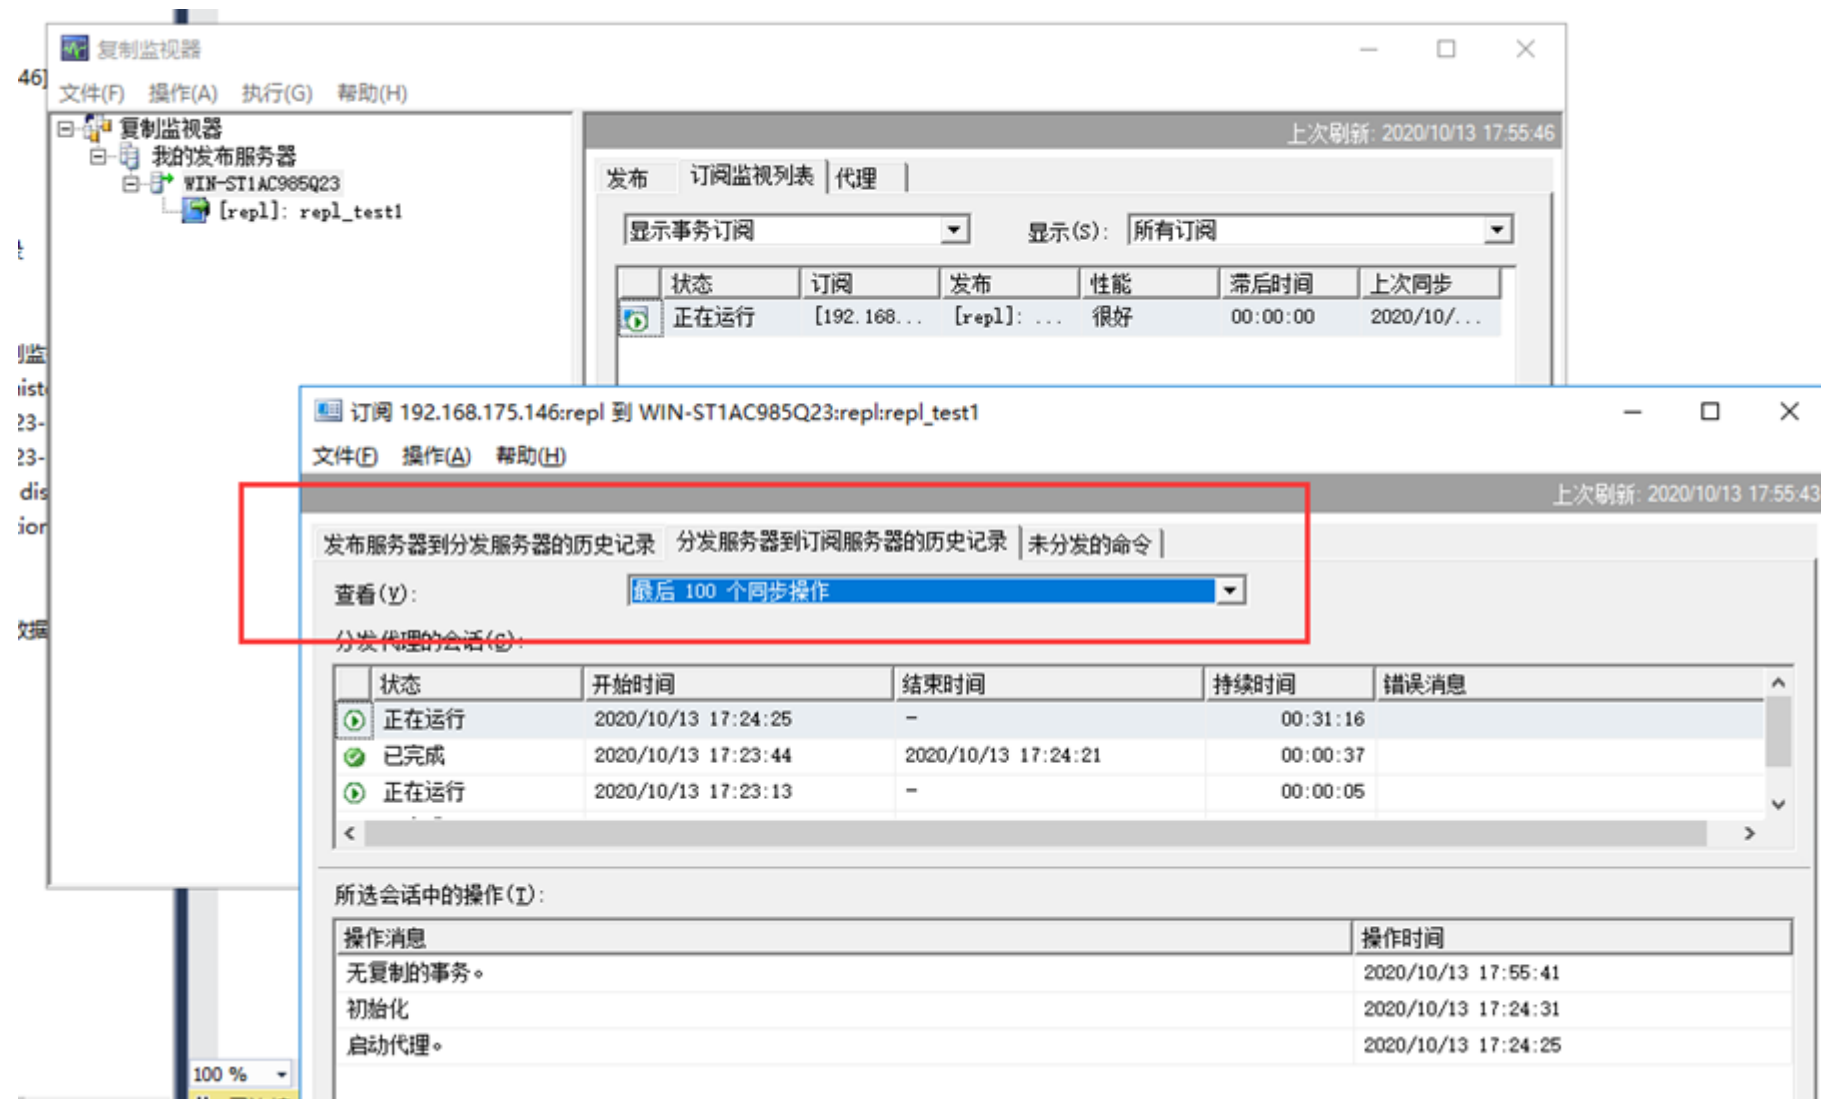 复制监视器
文件(F) 操作(A) 执行(G) 帮助(H)
46]
复制监视器
我的发布服务器
WIN-ST1AC985Q23
[repl]: repl_test1
上次刷新: 2020/10/13 17:55:46
发布 订阅监视列表 代理
显示事务订阅 显示(S): 所有订阅
状态 订阅 发布 性能 滞后时间 上次同步
正在运行 [192.168... [repl]: ... 很好 00:00:00 2020/10/...
23-
23-
dis
订阅 192.168.175.146:repl 到 WIN-ST1AC985Q23:repl:repl_test1
文件(F) 操作(A) 帮助(H)
上次刷新: 2020/10/13 17:55:43
发布服务器到分发服务器的历史记录 分发服务器到订阅服务器的历史记录 未分发的命令
查看(V): 最后 100 个同步操作
分发代理的会话(S):
状态 开始时间 结束时间 持续时间 错误消息
正在运行 2020/10/13 17:24:25 - 00:31:16
已完成 2020/10/13 17:23:44 2020/10/13 17:24:21 00:00:37
正在运行 2020/10/13 17:23:13 - 00:00:05
所选会话中的操作(I):
操作消息 操作时间
无复制的事务。 2020/10/13 17:55:41
初始化 2020/10/13 17:24:31
启动代理。 2020/10/13 17:24:25
100 %